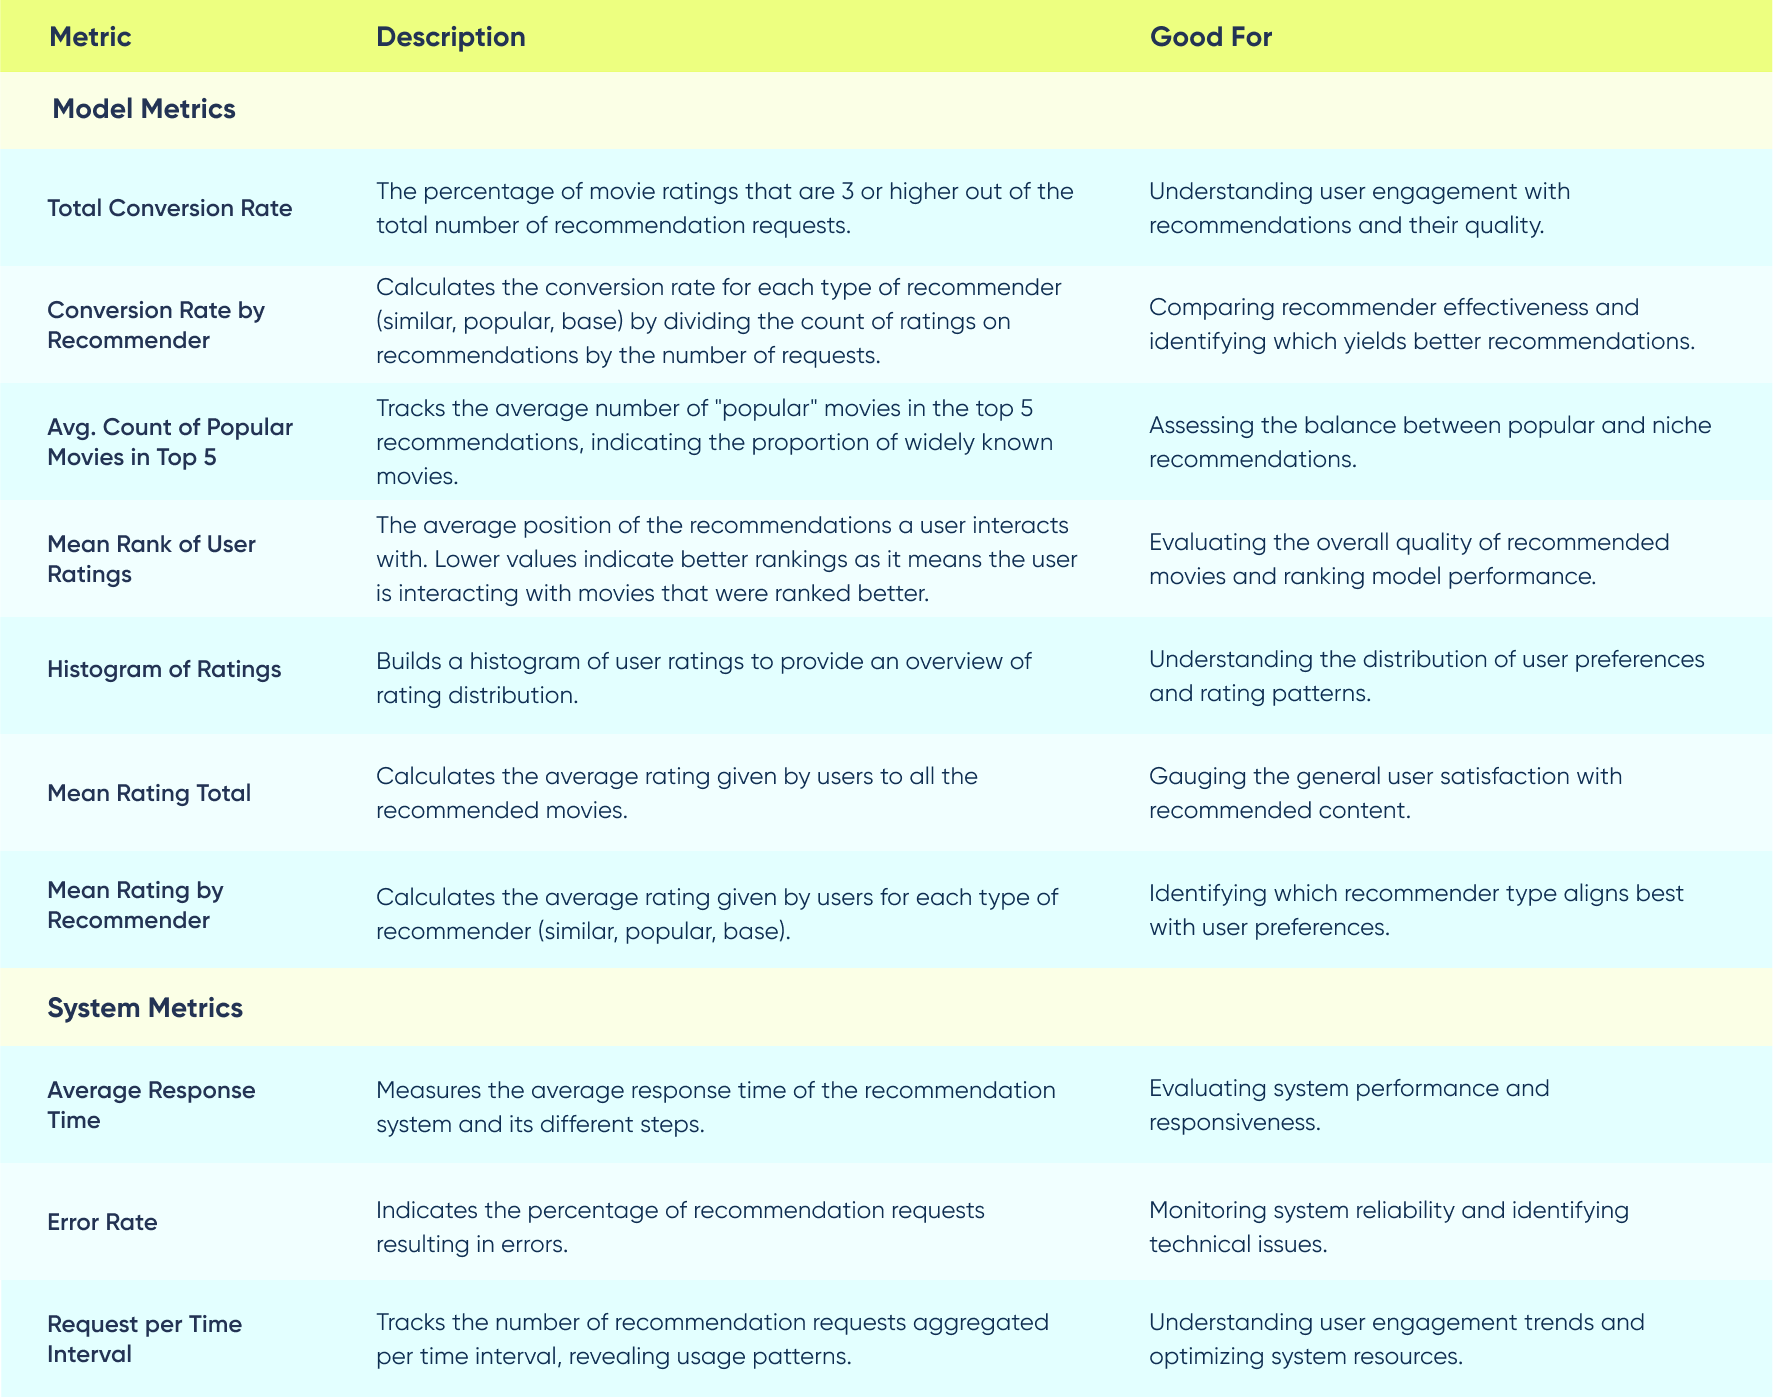 Metric
Description
Good For
Model Metrics
Total Conversion Rate
The percentage of movie ratings that are 3 or higher out of the
total number of recommendation requests.
Understanding user engagement with
recommendations and their quality.
Conversion Rate by
Recommender
Calculates the conversion rate for each type of recommender
(similar, popular, base) by dividing the count of ratings on
recommendations by the number of requests.
Comparing recommender effectiveness and
identifying which yields better recommendations.
Avg. Count of Popular
Movies in Top 5
Tracks the average number of "popular" movies in the top 5
recommendations, indicating the proportion of widely known
movies.
Assessing the balance between popular and niche
recommendations.
Mean Rank of User
Ratings
The average position of the recommendations a user interacts
with. Lower values indicate better rankings as it means the user
is interacting with movies that were ranked better.
Evaluating the overall quality of recommended
movies and ranking model performance.
Histogram of Ratings
Builds a histogram of user ratings to provide an overview of
rating distribution.
Understanding the distribution of user preferences
and rating patterns.
Mean Rating Total
Calculates the average rating given by users to all the
recommended movies.
Gauging the general user satisfaction with
recommended content.
Mean Rating by
Recommender
Calculates the average rating given by users for each type of
recommender (similar, popular, base).
Identifying which recommender type aligns best
with user preferences.
System Metrics
Average Response
Time
Measures the average response time of the recommendation
system and its different steps.
Evaluating system performance and
responsiveness.
Error Rate
Indicates the percentage of recommendation requests
resulting in errors.
Monitoring system reliability and identifying
technical issues.
Request per Time
Interval
Tracks the number of recommendation requests aggregated
per time interval, revealing usage patterns.
Understanding user engagement trends and
optimizing system resources.